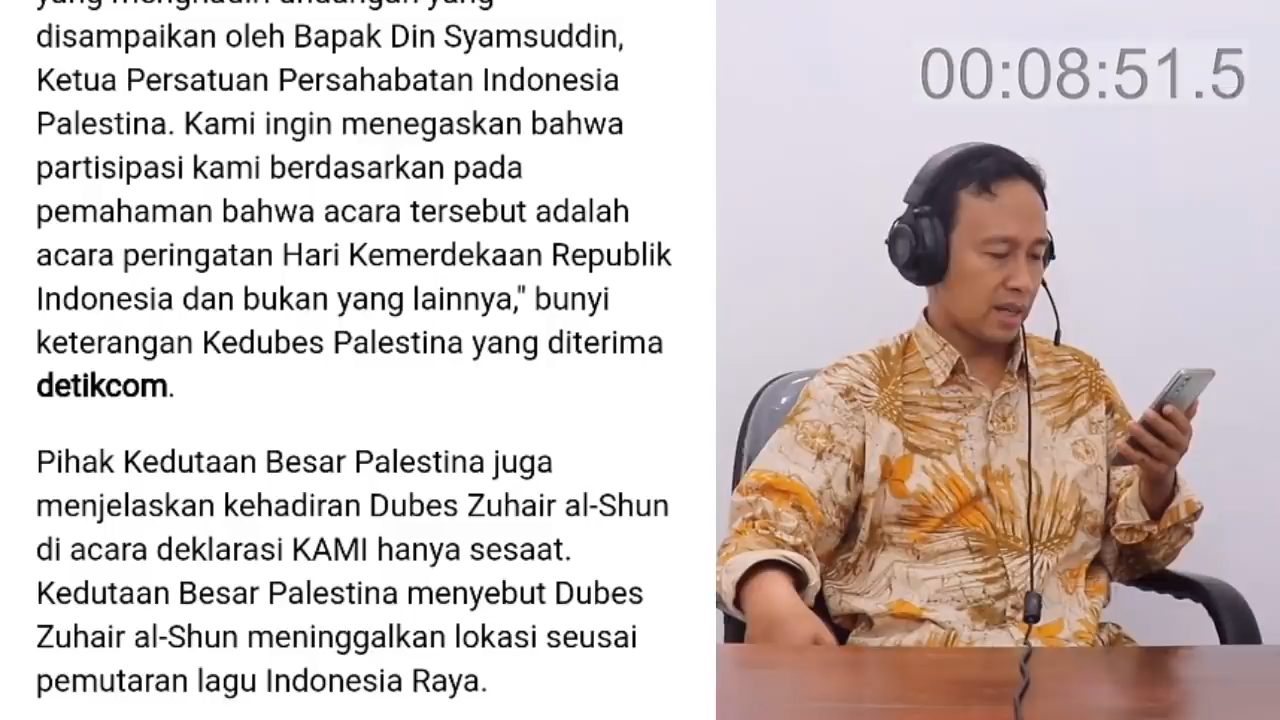 yang menghadiri undangan yang
disampaikan oleh Bapak Din Syamsuddin,
Ketua Persatuan Persahabatan Indonesia
Palestina. Kami ingin menegaskan bahwa
partisipasi kami berdasarkan pada
pemahaman bahwa acara tersebut adalah
acara peringatan Hari Kemerdekaan Republik
Indonesia dan bukan yang lainnya," bunyi
keterangan Kedubes Palestina yang diterima
detikcom.
Pihak Kedutaan Besar Palestina juga
menjelaskan kehadiran Dubes Zuhair al-Shun
di acara deklarasi KAMI hanya sesaat.
Kedutaan Besar Palestina menyebut Dubes
Zuhair al-Shun meninggalkan lokasi seusai
pemutaran lagu Indonesia Raya.
00:08:51.5